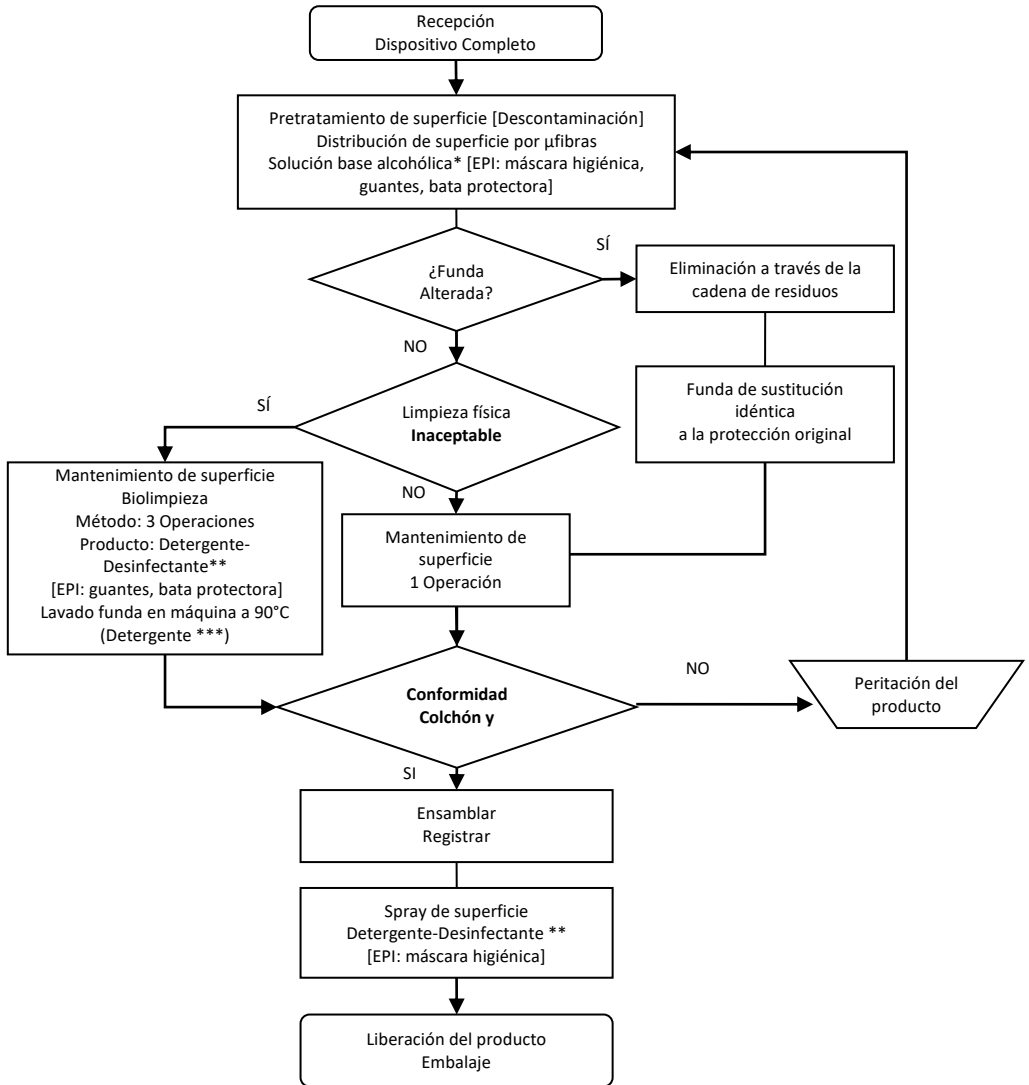 Recepción
Dispositivo Completo
Pretratamiento de superficie [Descontaminación]
Distribución de superficie por µfibras
Solución base alcohólica* [EPI: máscara higiénica,
guantes, bata protectora]
SÍ
¿Funda
Alterada?
Eliminación a través de la
cadena de residuos
NO
Funda de sustitución
idéntica
a la protección original
SÍ
Limpieza física
Inaceptable
NO
Mantenimiento de superficie
Biolimpieza
Método: 3 Operaciones
Producto: Detergente-
Desinfectante**
[EPI: guantes, bata protectora]
Lavado funda en máquina a 90°C
(Detergente ***)
Mantenimiento de
superficie
1 Operación
Conformidad
Colchón y
NO
Peritación del
producto
SI
Ensamblar
Registrar
Spray de superficie
Detergente-Desinfectante **
[EPI: máscara higiénica]
Liberación del producto
Embalaje